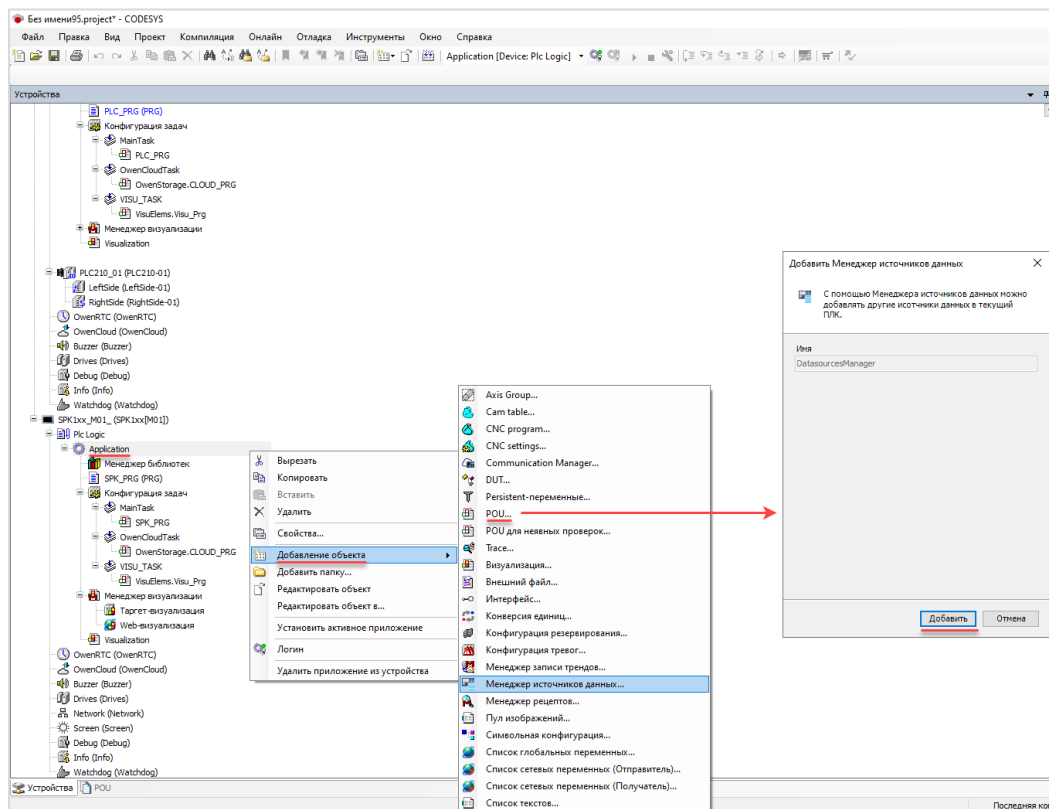 Без имени95.project* - CODESYS
Файл Правка Вид Проект Компиляция Онлайн Отладка Инструменты Окно Справка
Application [Device: Plc Logic]
Устройства
PLC_PRG (PRG)
Конфигурация задач
MainTask
PLC_PRG
OwenCloudTask
OwenStorage.CLOUD_PRG
VISU_TASK
VisuElems.Visu_Prg
Менеджер визуализации
Visualization
PLC210_01 (PLC210-01)
LeftSide (LeftSide-01)
RightSide (RightSide-01)
OwenRTC (OwenRTC)
OwenCloud (OwenCloud)
Buzzer (Buzzer)
Drives (Drives)
Debug (Debug)
Info (Info)
Watchdog (Watchdog)
SPK1xx_M01_ (SPK1xx[M01])
Plc Logic
Application
Менеджер библиотек
SPK_PRG (PRG)
Конфигурация задач
MainTask
SPK_PRG
OwenCloudTask
OwenStorage.CLOUD_PRG
VISU_TASK
VisuElems.Visu_Prg
Менеджер визуализации
Таргет-визуализация
Web-визуализация
Visualization
OwenRTC (OwenRTC)
OwenCloud (OwenCloud)
Buzzer (Buzzer)
Drives (Drives)
Network (Network)
Screen (Screen)
Debug (Debug)
Info (Info)
Watchdog (Watchdog)
Устройства POU
Вырезать
Копировать
Вставить
Удалить
Свойства...
Добавление объекта
Добавить папку...
Редактировать объект
Редактировать объект в...
Установить активное приложение
Логин
Удалить приложение из устройства
Axis Group...
Cam table...
CNC program...
CNC settings...
Communication Manager...
DUT...
Persistent-переменные...
POU...
POU для неявных проверок...
Trace...
Визуализация...
Внешний файл...
Интерфейс...
Конверсия единиц...
Конфигурация резервирования...
Конфигурация тревог...
Менеджер записи трендов...
Менеджер источников данных...
Менеджер рецептов...
Пул изображений...
Символьная конфигурация...
Список глобальных переменных...
Список сетевых переменных (Отправитель)...
Список сетевых переменных (Получатель)...
Список текстов...
Добавить Менеджер источников данных
С помощью Менеджера источников данных можно
добавлять другие исотчники данных в текущий
ПЛК.
Имя
DatasourcesManager
Добавить Отмена
Последняя